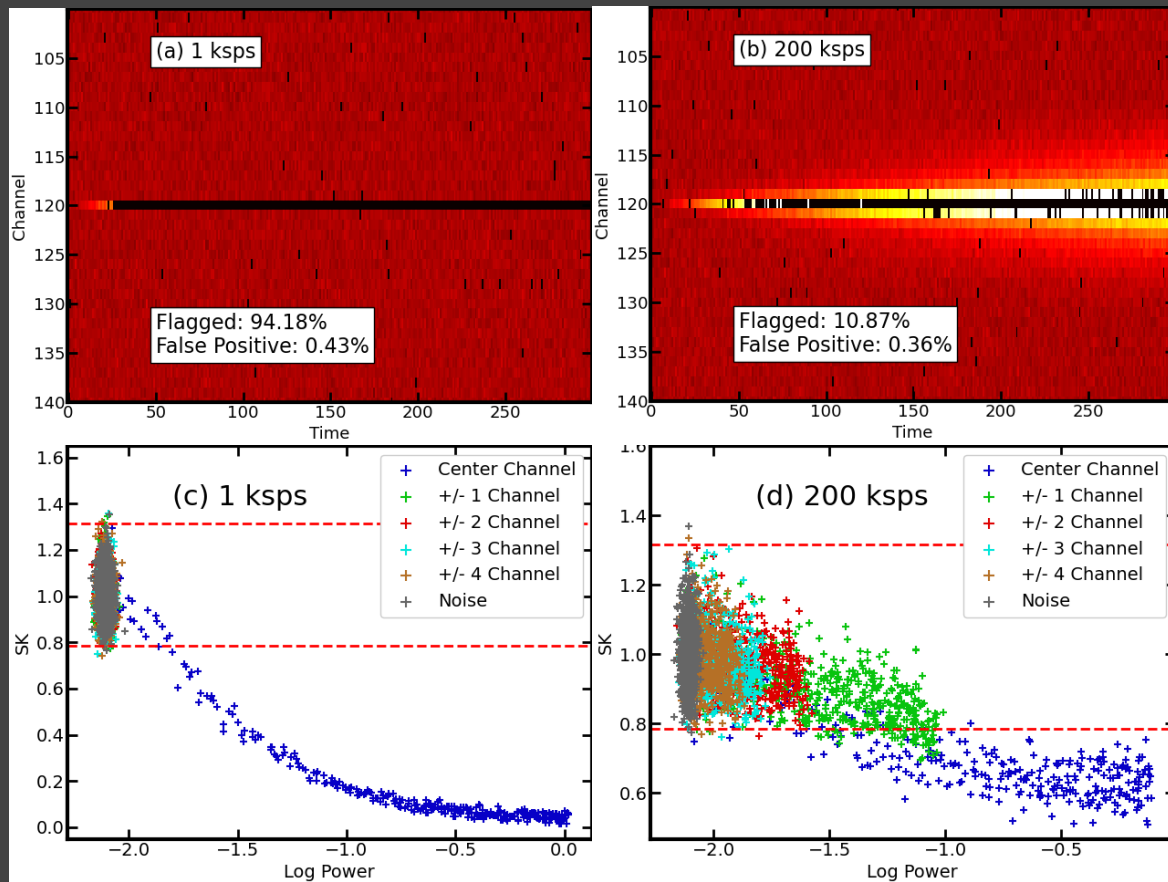 (a) 1 ksps
105
110
115
120
125
130
135
140
Channel
Flagged: 94.18%
False Positive: 0.43%
0
50
100
150
200
250
Time
(b) 200 ksps
105
110
115
120
125
130
135
140
Channel
Flagged: 10.87%
False Positive: 0.36%
0
50
100
150
200
250
Time
(c) 1 ksps
1.6
1.4
1.2
1.0
0.8
0.6
0.4
0.2
0.0
SK
Center Channel
+/- 1 Channel
+/- 2 Channel
+/- 3 Channel
+/- 4 Channel
Noise
−2.0
−1.5
−1.0
−0.5
0.0
Log Power
(d) 200 ksps
1.6
1.4
1.2
1.0
0.8
0.6
SK
Center Channel
+/- 1 Channel
+/- 2 Channel
+/- 3 Channel
+/- 4 Channel
Noise
−2.0
−1.5
−1.0
−0.5
Log Power